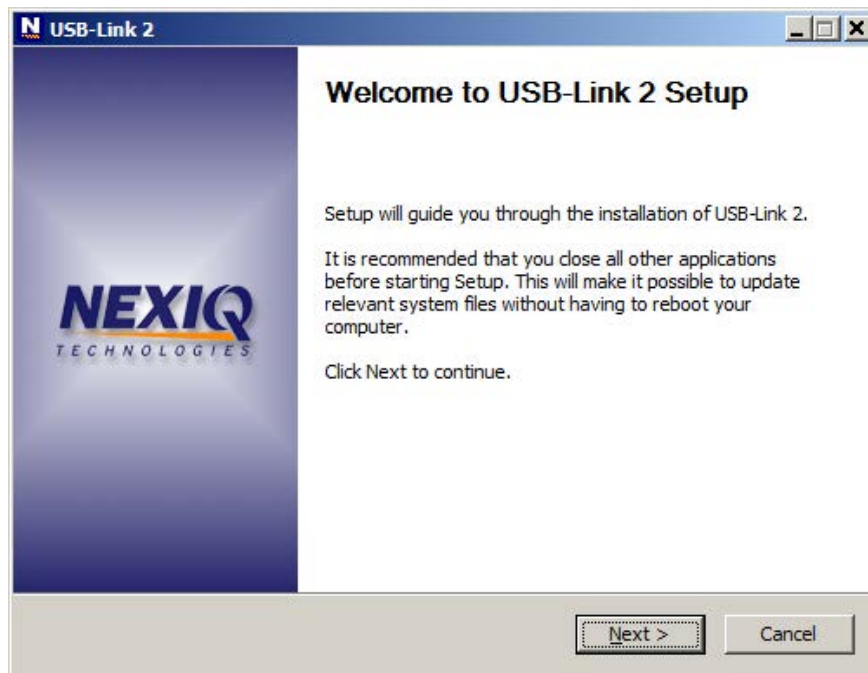 USB-Link 2
Welcome to USB-Link 2 Setup
Setup will guide you through the installation of USB-Link 2.
It is recommended that you close all other applications
before starting Setup. This will make it possible to update
relevant system files without having to reboot your
computer.
Click Next to continue.
NEXIQ
TECHNOLOGIES
Next >
Cancel